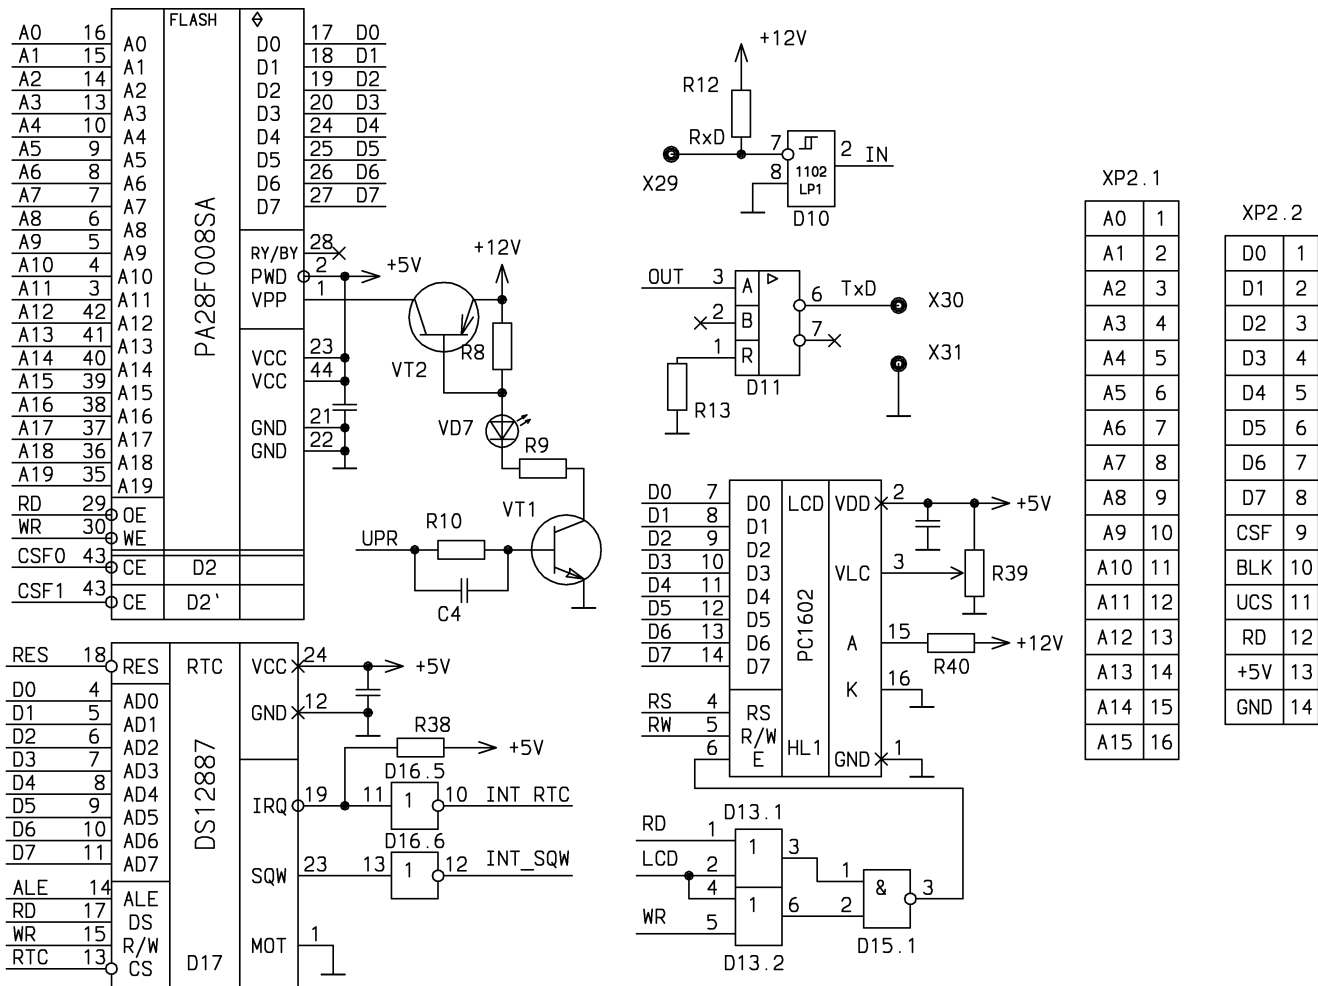 FLASH
A0 16 A0 D0 17 D0
A1 15 A1 D1 18 D1
A2 14 A2 D2 19 D2
A3 13 A3 D3 20 D3
A4 10 A4 D4 24 D4
A5 9 A5 D5 25 D5
A6 8 A6 D6 26 D6
A7 7 A7 D7 27 D7
A8 6 A8
A9 5 A9 RY/BY 28
A10 4 A10 PWD 2 +5V
A11 3 A11 VPP 1
A12 42 A12
A13 41 A13
A14 40 A14 VCC 23
A15 39 A15 VCC 44
A16 38 A16
A17 37 A17 GND 21
A18 36 A18 GND 22
A19 35 A19
RD 29 OE
WR 30 WE
CSF0 43 CE D2
CSF1 43 CE D2'
PA28F008SA
+12V
VT2
R8
VD7
R9
VT1
UPR
R10
C4
RES 18 RES RTC VCC 24 +5V
D0 4 AD0 GND 12
D1 5 AD1
D2 6 AD2
D3 7 AD3
D4 8 AD4
D5 9 AD5
D6 10 AD6
D7 11 AD7
ALE 14 ALE
RD 17 DS
WR 15 R/W
RTC 13 CS
DS12887
D17
R38
+5V
IRQ 19 11 1 10 INT RTC
D16.5
D16.6
SQW 23 13 1 12 INT_SQW
MOT 1
+12V
R12
RxD
X29
7
8
1102
LP1
2 IN
D10
OUT 3 A
2 B
1 R
R13
D11
6 TxD X30
7
X31
D0 7 D0 LCD VDD 2 +5V
D1 8 D1
D2 9 D2
D3 10 D3 VLC 3 R39
D4 11 D4
D5 12 D5
D6 13 D6 A 15 R40 +12V
D7 14 D7
K 16
RS 4 RS
RW 5 R/W
6 E HL1 GND 1
PC1602
D13.1
RD 1 1 3
LCD 2
4 1 6
WR 5
D13.2
1
2
& 3
D15.1
XP2.1
A0 1
A1 2
A2 3
A3 4
A4 5
A5 6
A6 7
A7 8
A8 9
A9 10
A10 11
A11 12
A12 13
A13 14
A14 15
A15 16
XP2.2
D0 1
D1 2
D2 3
D3 4
D4 5
D5 6
D6 7
D7 8
CSF 9
BLK 10
UCS 11
RD 12
+5V 13
GND 14